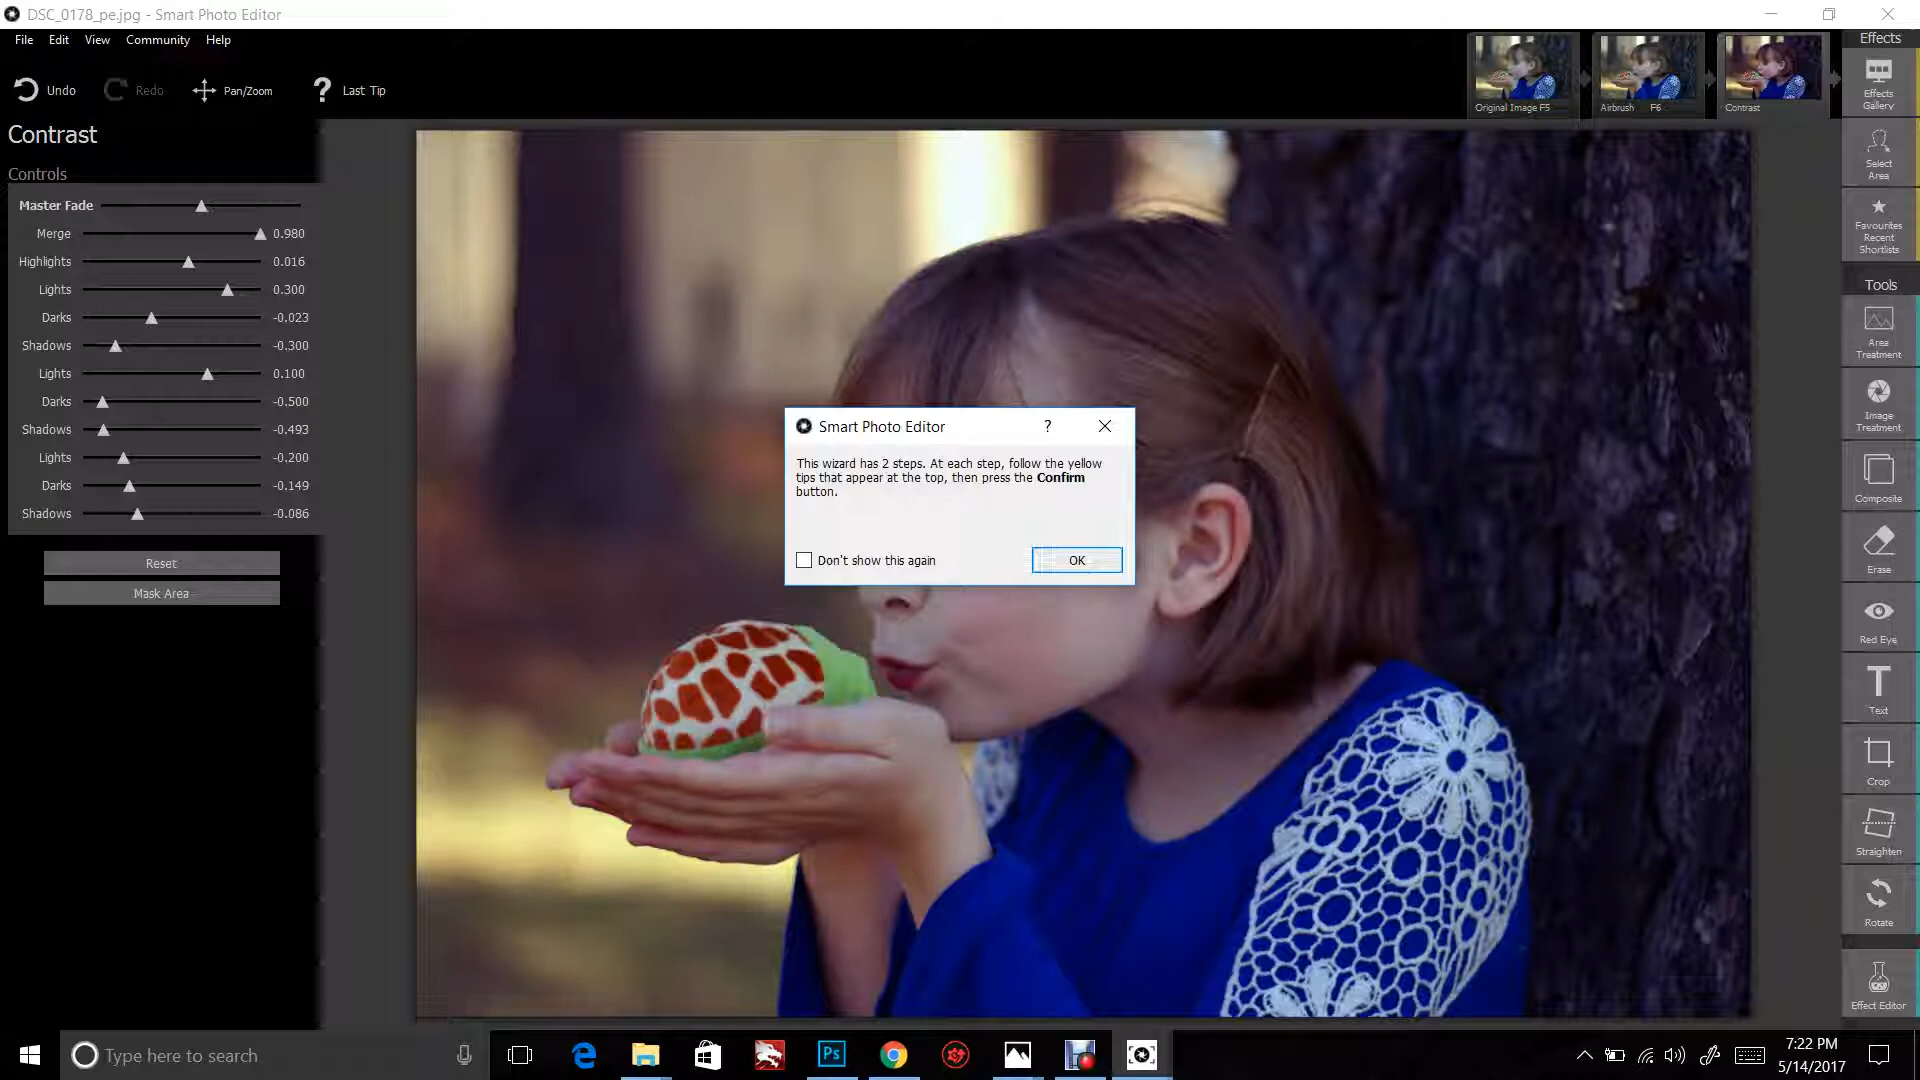 DSC_0178_pe.jpg - Smart Photo Editor
File Edit View Community Help
Undo Redo Pan/Zoom ? Last Tip
Original Image F5 Airbrush F6 Contrast
Contrast
Controls
Master Fade
Merge 0.980
Highlights 0.016
Lights 0.300
Darks -0.023
Shadows -0.300
Lights 0.100
Darks -0.500
Shadows -0.493
Lights -0.200
Darks -0.149
Shadows -0.086
Reset
Mask Area
Smart Photo Editor ?
This wizard has 2 steps. At each step, follow the yellow
tips that appear at the top, then press the Confirm
button.
Don't show this again OK
Effects
Effects
Gallery
Select
Area
Favourites
Recent
Shortlists
Tools
Area
Treatment
Image
Treatment
Composite
Erase
Red Eye
T
Text
Crop
Straighten
Rotate
Effect Editor
Type here to search
Ps
7:22 PM
5/14/2017